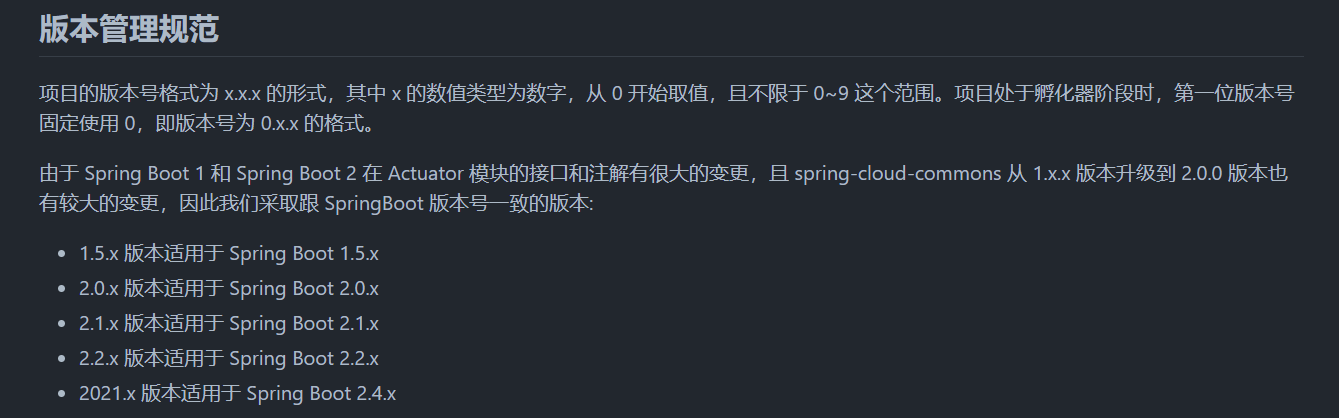 版本管理规范
项目的版本号格式为 x.x.x 的形式，其中 x 的数值类型为数字，从 0 开始取值，且不限于 0~9 这个范围。项目处于孵化器阶段时，第一位版本号
固定使用 0，即版本号为 0.x.x 的格式。
由于 Spring Boot 1 和 Spring Boot 2 在 Actuator 模块的接口和注解有很大的变更，且 spring-cloud-commons 从 1.x.x 版本升级到 2.0.0 版本也
有较大的变更，因此我们采取跟 SpringBoot 版本号一致的版本:
• 1.5.x 版本适用于 Spring Boot 1.5.x
• 2.0.x 版本适用于 Spring Boot 2.0.x
• 2.1.x 版本适用于 Spring Boot 2.1.x
• 2.2.x 版本适用于 Spring Boot 2.2.x
• 2021.x 版本适用于 Spring Boot 2.4.x